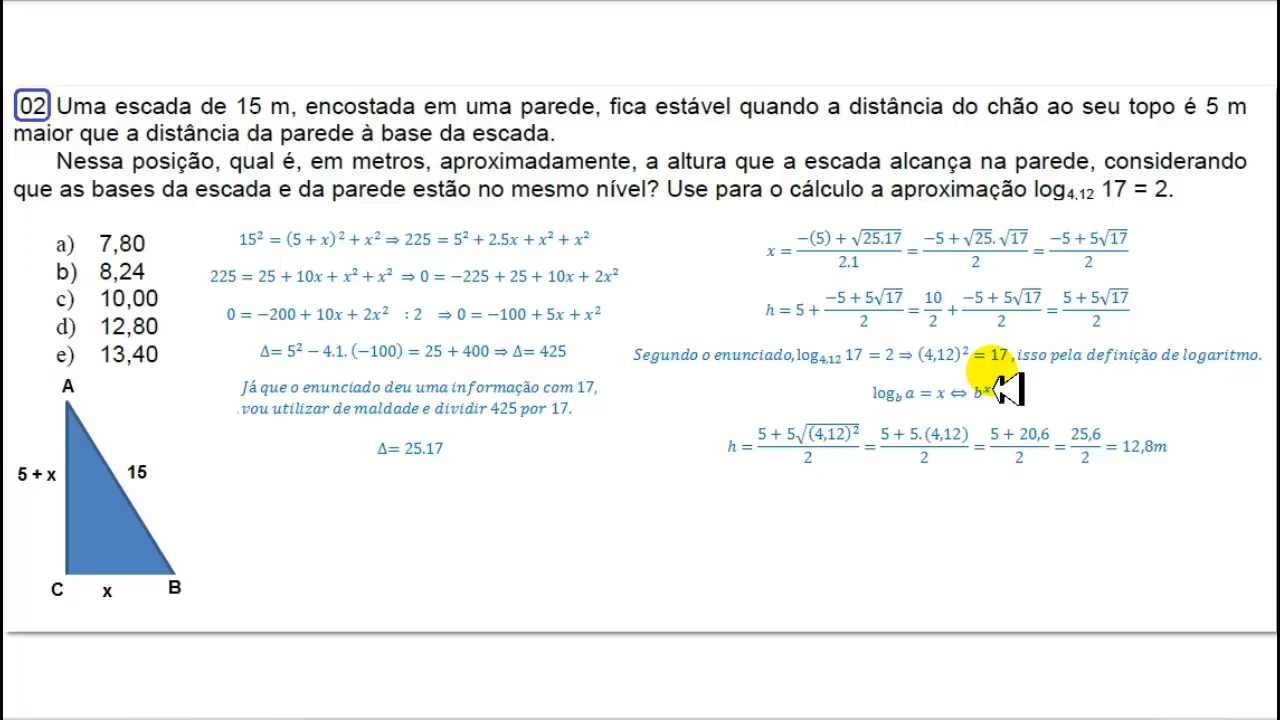 02 Uma escada de 15 m, encostada em uma parede, fica estável quando a distância do chão ao seu topo é 5 m
maior que a distância da parede à base da escada.
Nessa posição, qual é, em metros, aproximadamente, a altura que a escada alcança na parede, considerando
que as bases da escada e da parede estão no mesmo nível? Use para o cálculo a aproximação log₄,₁₂ 17 = 2.
a) 7,80
b) 8,24
c) 10,00
d) 12,80
e) 13,40
A
5 + x
15
C
x
B
15² = (5 + x)² + x² ⇒ 225 = 5² + 2.5x + x² + x²
225 = 25 + 10x + x² + x² ⇒ 0 = −225 + 25 + 10x + 2x²
0 = −200 + 10x + 2x² : 2 ⇒ 0 = −100 + 5x + x²
Δ= 5² − 4.1. (−100) = 25 + 400 ⇒ Δ= 425
Já que o enunciado deu uma informação com 17,
vou utilizar de maldade e dividir 425 por 17.
Δ= 25.17
x = (−(5) + √25.17)/2.1 = (−5 + √25. √17)/2 = (−5 + 5√17)/2
h = 5 + (−5 + 5√17)/2 = 10/2 + (−5 + 5√17)/2 = (5 + 5√17)/2
Segundo o enunciado, log₄,₁₂ 17 = 2 ⇒ (4,12)² = 17 , isso pela definição de logaritmo.
log_b a = x ⇔ bˣ
h = (5 + 5√(4,12)²)/2 = (5 + 5. (4,12))/2 = (5 + 20,6)/2 = 25,6/2 = 12,8m